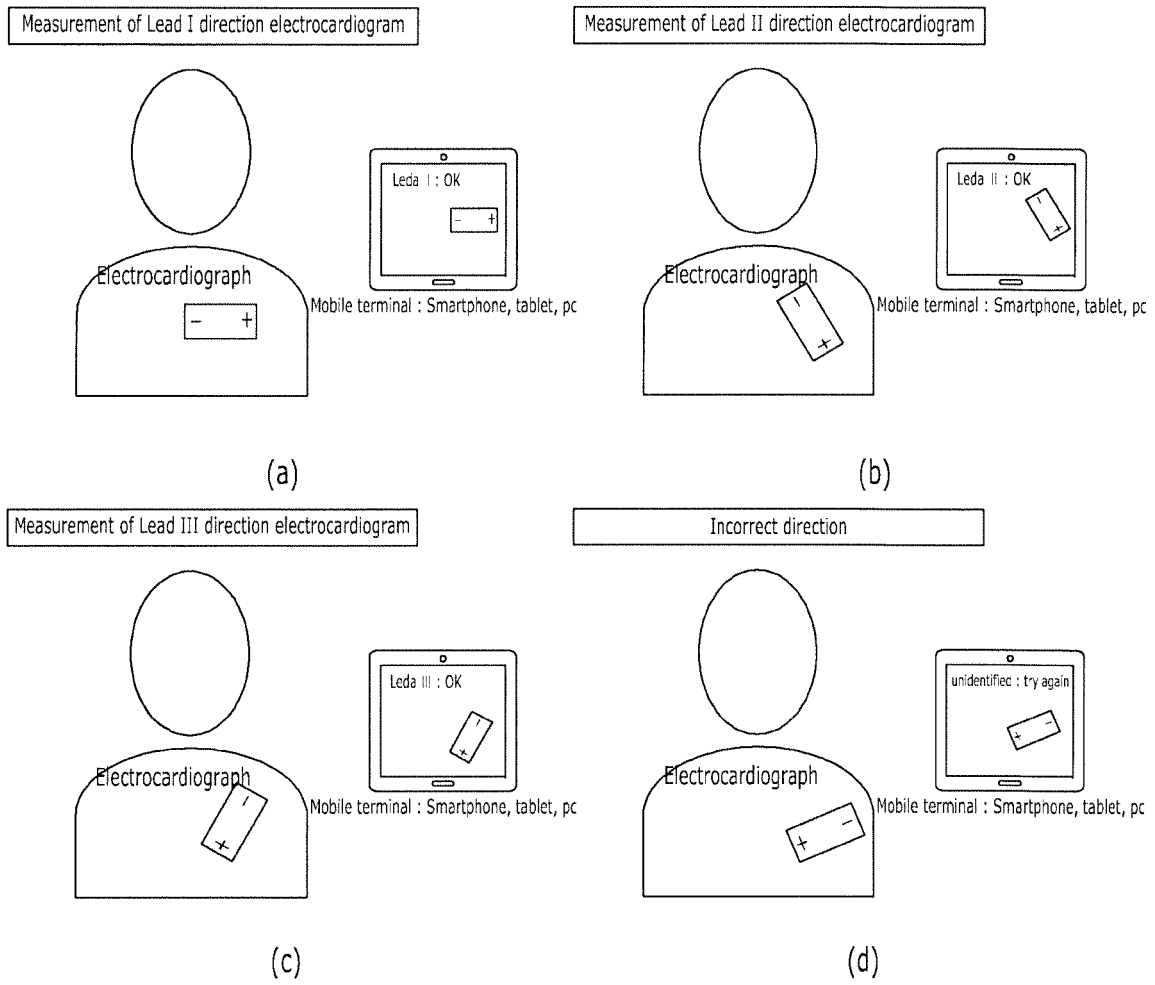 Measurement of Lead I direction electrocardiogram
Leda I : OK
- +
Electrocardiograph
- +
Mobile terminal : Smartphone, tablet, pc
(a)
Measurement of Lead II direction electrocardiogram
Leda II : OK
-
+
Electrocardiograph
-
+
Mobile terminal : Smartphone, tablet, pc
(b)
Measurement of Lead III direction electrocardiogram
Leda III : OK
-
+
Electrocardiograph
-
+
Mobile terminal : Smartphone, tablet, pc
(c)
Incorrect direction
unidentified : try again
+ -
Electrocardiograph
+ -
Mobile terminal : Smartphone, tablet, pc
(d)